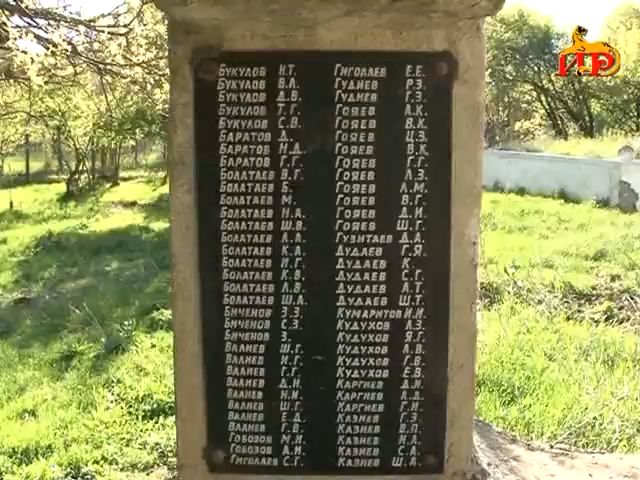 ИР
Букулов Н.Т.
Букулов В.А.
Букулов Д.В.
Букулов Т.Г.
Букулов С.В.
Баратов Д.
Баратов Н.Д.
Баратов Г.Г.
Болатаев В.Г.
Болатаев Б.
Болатаев М.
Болатаев Н.А.
Болатаев Ш.В.
Болатаев А.А.
Болатаев К.А.
Болатаев И.Г.
Болатаев К.В.
Болатаев Л.В.
Болатаев Ш.А.
Биченов З.З.
Биченов С.З.
Биченов З.
Валиев Ш.Г.
Валиев И.Г.
Валиев Г.Г.
Валиев Д.И.
Валиев Н.И.
Валиев Ш.Г.
Валиев Е.Д.
Валиев Г.В.
Гобозов М.И.
Гобозов А.И.
Гиголаев С.Г.
Гиголаев Е.Е.
Гудиев Р.З.
Гудиев Г.З.
Гояев А.К.
Гояев В.К.
Гояев Ц.З.
Гояев В.К.
Гояев Г.Г.
Гояев Л.З.
Гояев Л.М.
Гояев В.Г.
Гояев Д.И.
Гояев Ш.Г.
Гузитаев Д.А.
Дудаев Г.Я.
Дудаев К.
Дудаев С.Г.
Дудаев А.Т.
Дудаев Ш.Т.
Кумаритов И.И.
Кудухов А.З.
Кудухов Я.Г.
Кудухов А.В.
Кудухов Г.В.
Кудухов Е.В.
Каргиев Д.И.
Каргиев А.Д.
Каргиев Г.И.
Казиев Г.З.
Казиев В.П.
Казиев И.А.
Казиев С.А.
Казиев Ш.А.